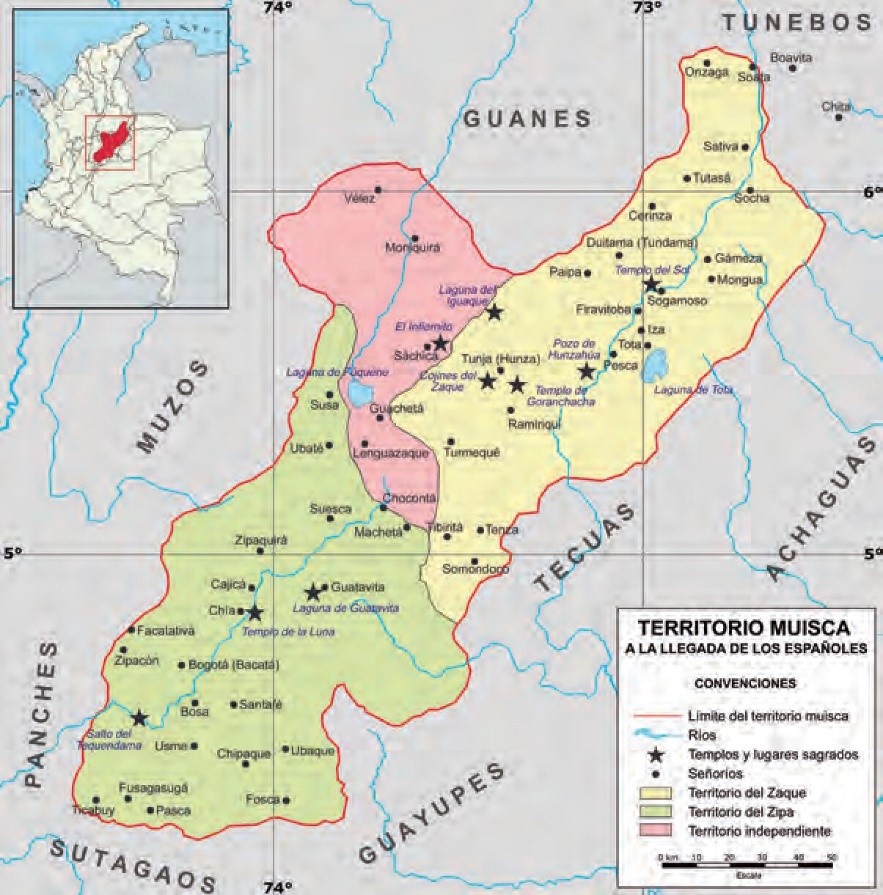 74°
73°
TUNEBOS
Boavita
Onzaga
Soatá
Chita
GUANES
Sativa
Tutasá
6°
Vélez
Socha
Cerinza
Moniquirá
Duitama (Tundama)
Gámeza
Paipa
Templo del Sol
Mongua
Laguna del
Iguaque
Sogamoso
Firavitoba
El Infiernito
Iza
Sáchica
Tunja (Hunza)
Pozo de
Hunzahúa
Tota
Pesca
Laguna de Fúquene
Cojines del
Zaque
Templo de
Goranchacha
Laguna de Tota
MUZOS
Susa
Guachetá
Ramiriquí
Ubaté
Lenguazaque
Turmequé
Chocontá
Suesca
Machetá
Tibiritá
Tenza
ACHAGUAS
TECUAS
Zipaquirá
5°
5°
Somondoco
Cajicá
Guatavita
Chía
Laguna de Guatavita
Templo de la Luna
Facatativá
Zipacón
Bogotá (Bacatá)
PANCHES
Bosa
Santafé
Salto del
Tequendama
Usme
Chipaque
Ubaque
Fusagasugá
Ticabuy
Pasca
Fosca
GUAYUPES
SUTAGAOS
74°
TERRITORIO MUISCA
A LA LLEGADA DE LOS ESPAÑOLES
CONVENCIONES
Límite del territorio muisca
Ríos
Templos y lugares sagrados
Señoríos
Territorio del Zaque
Territorio del Zipa
Territorio independiente
0 km 10 20 30 40 50
Escala